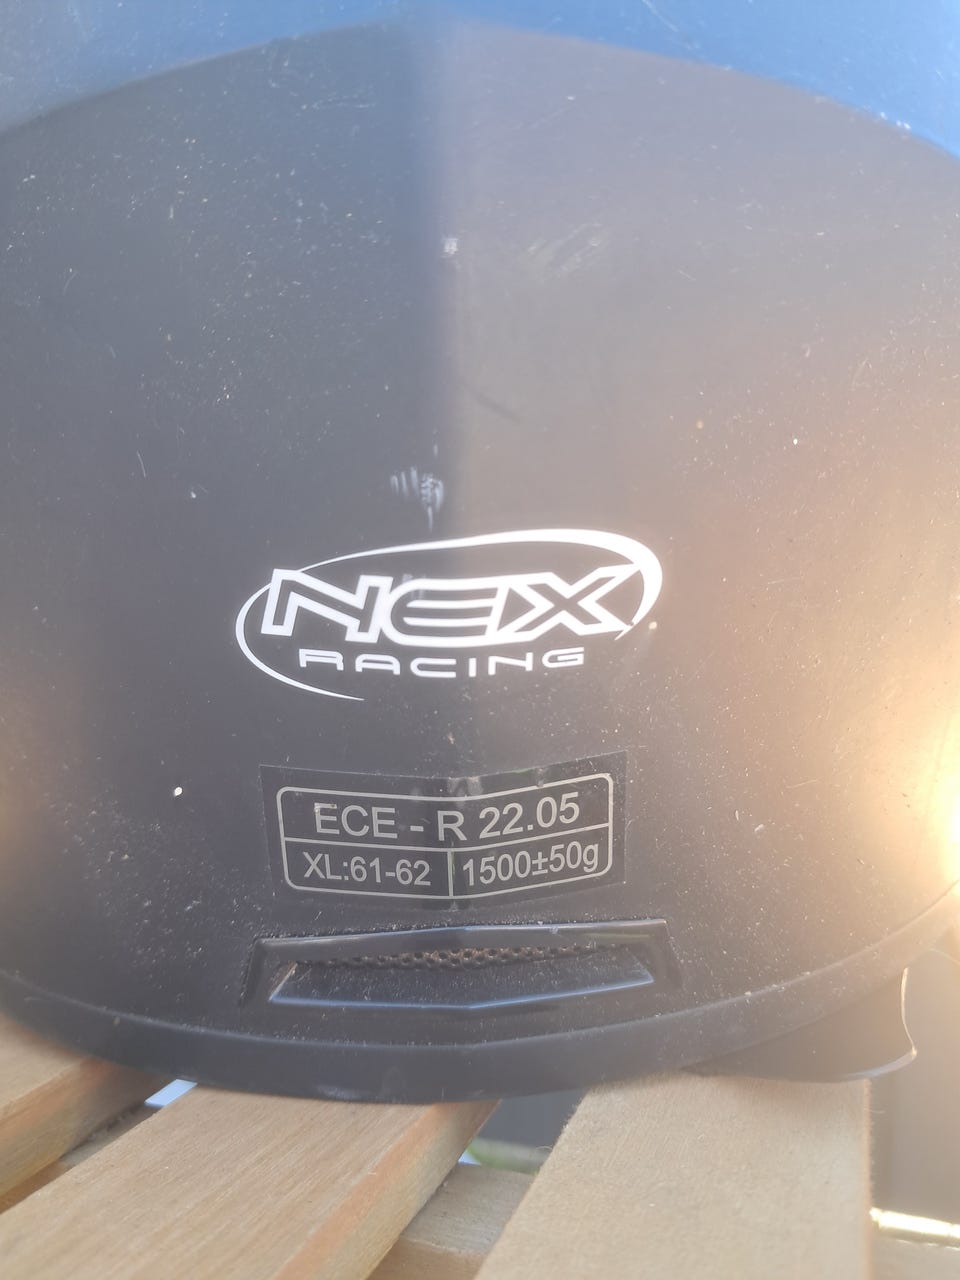 NEX
RACING
ECE - R 22.05
XL:61-62 1500±50g